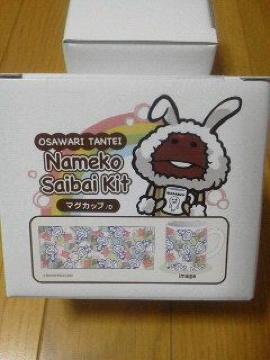 OSAWARI TANTEI
Nameko
Saibai Kit
マグカップ/D
image